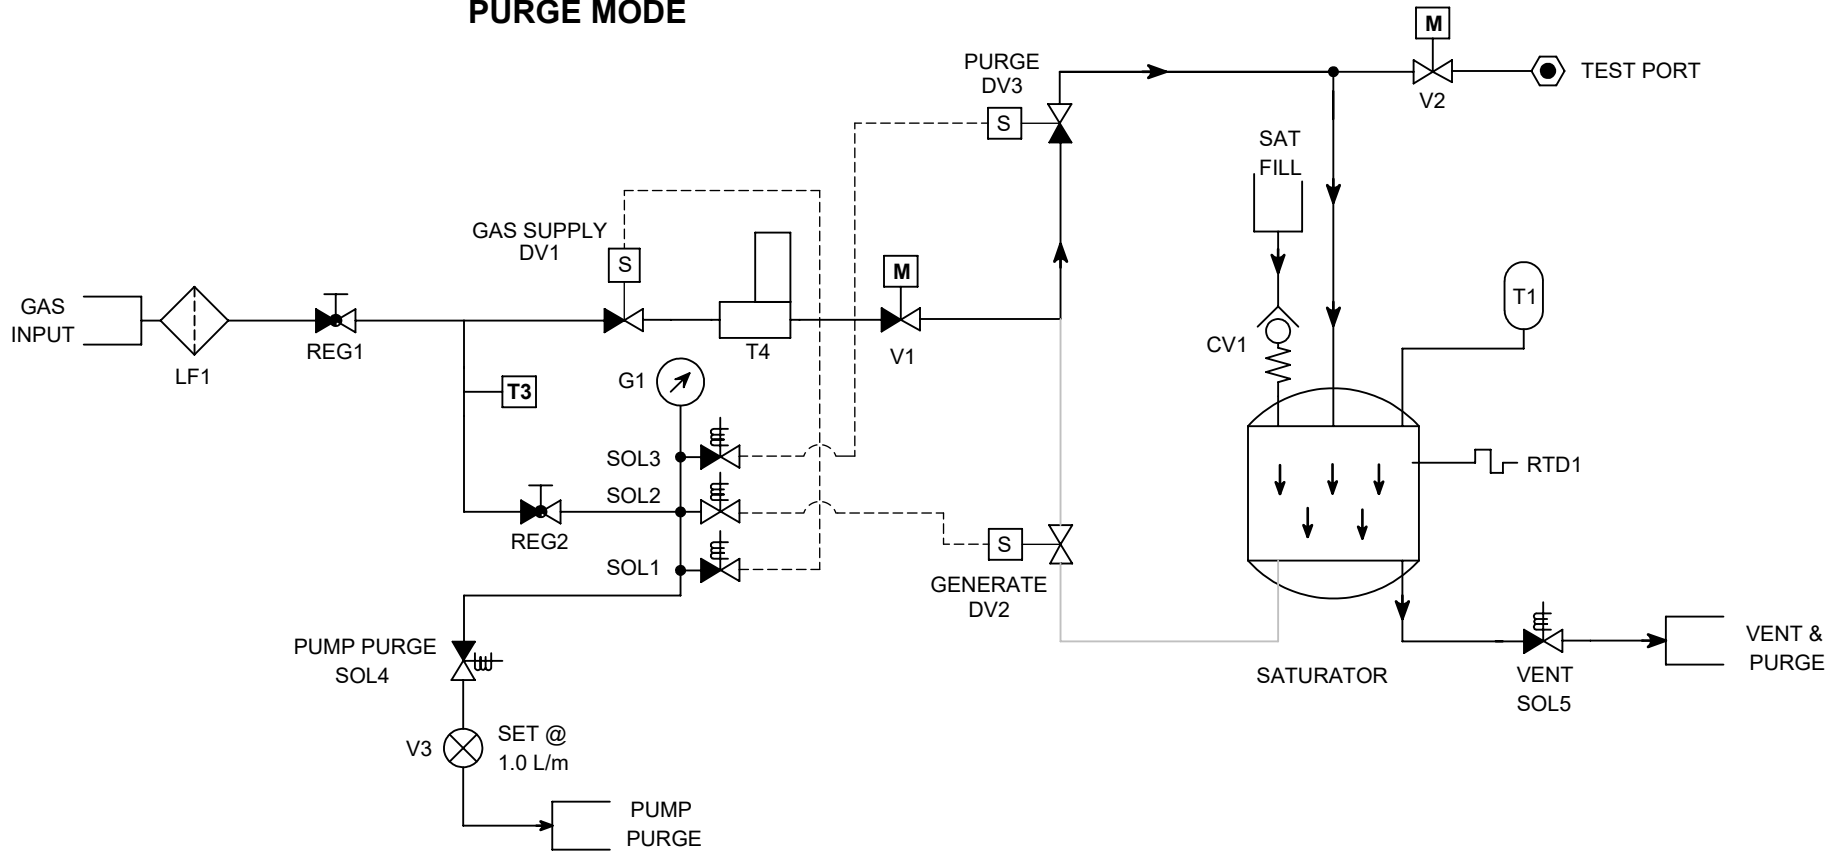 PURGE MODE
M
PURGE
DV3
TEST PORT
V2
S
SAT
FILL
GAS SUPPLY
DV1
S
M
GAS
INPUT
T1
REG1
T4
V1
CV1
LF1
G1
T3
SOL3
RTD1
SOL2
REG2
S
SOL1
GENERATE
DV2
PUMP PURGE
SOL4
SATURATOR
VENT
SOL5
VENT &
PURGE
V3
SET @
1.0 L/m
PUMP
PURGE